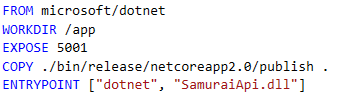 FROM microsoft/dotnet
WORKDIR /app
EXPOSE 5001
COPY ./bin/release/netcoreapp2.0/publish .
ENTRYPOINT ["dotnet", "SamuraiApi.dll"]